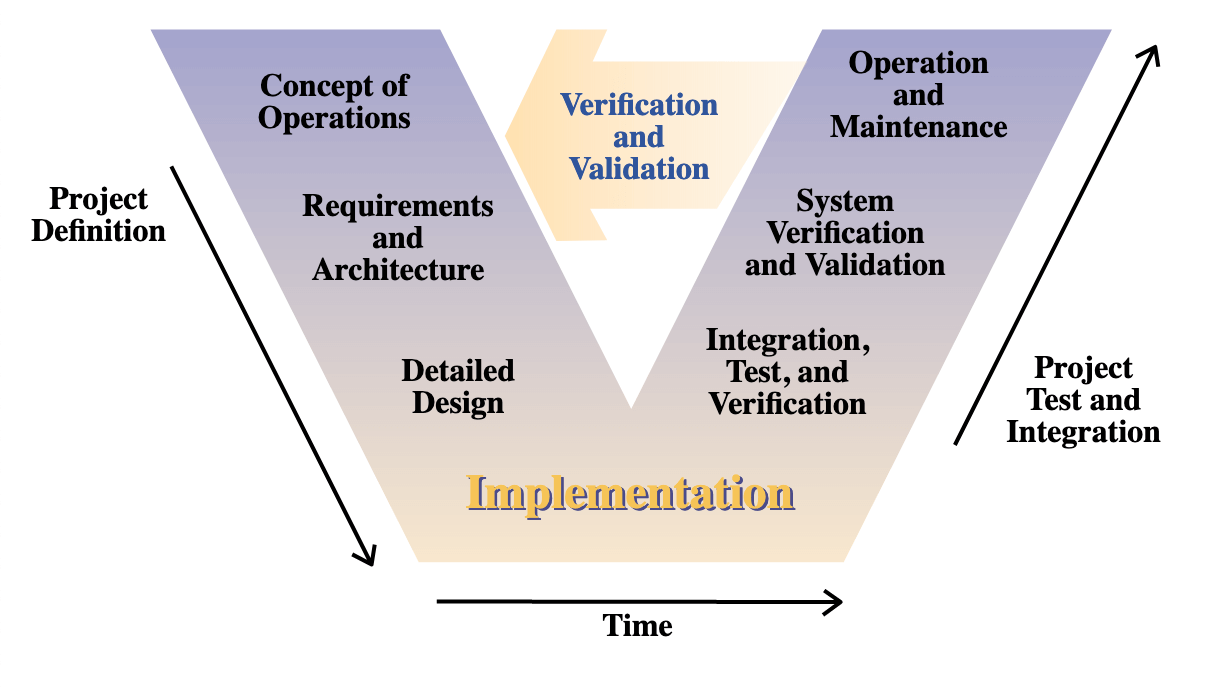 Concept of
Operations
Requirements
and
Architecture
Detailed
Design
Project
Definition
Verification
and
Validation
Operation
and
Maintenance
System
Verification
and Validation
Integration,
Test, and
Verification
Project
Test and
Integration
Implementation
Time